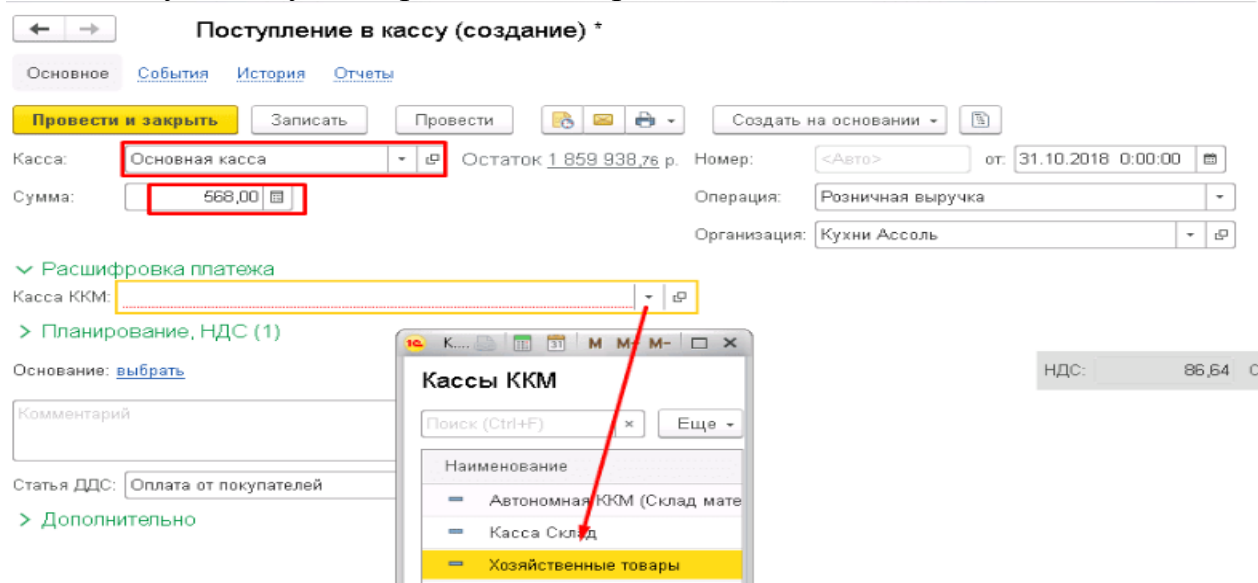 Поступление в кассу (создание) *
Основное События История Отчеты
Провести и закрыть Записать Провести Создать на основании
Касса: Основная касса Остаток 1 859 938,76 р. Номер: <Авто> от: 31.10.2018 0:00:00
Сумма: 568,00 Операция: Розничная выручка
Организация: Кухни Ассоль
Расшифровка платежа
Касса ККМ:
Планирование, НДС (1)
К.... M M+ M-
Основание: выбрать
НДС: 86,64
Кассы ККМ
Комментарий
Поиск (Ctrl+F) × Еще
Наименование
Статья ДДС: Оплата от покупателей
Автономная ККМ (Склад мате
Дополнительно
Касса Склад
Хозяйственные товары